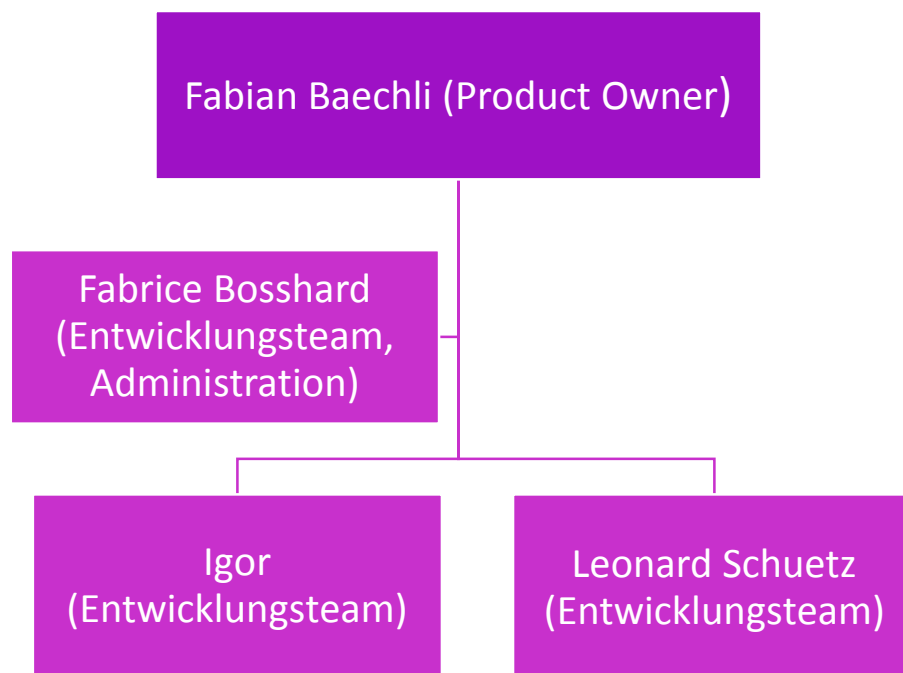 Fabian Baechli (Product Owner)
Fabrice Bosshard
(Entwicklungsteam,
Administration)
Igor
(Entwicklungsteam)
Leonard Schuetz
(Entwicklungsteam)